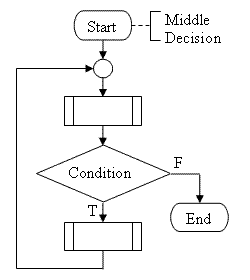 Start
Middle
Decision
Condition
F
T
End